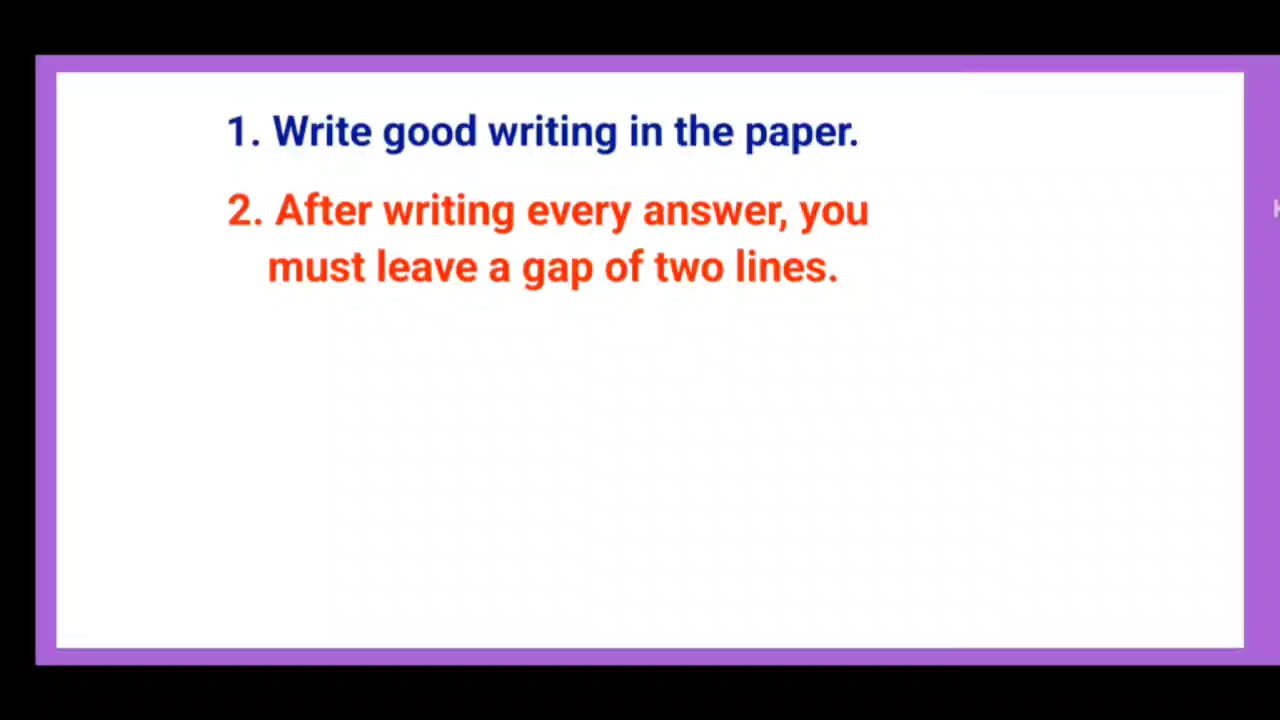 1. Write good writing in the paper.
2. After writing every answer, you
must leave a gap of two lines.